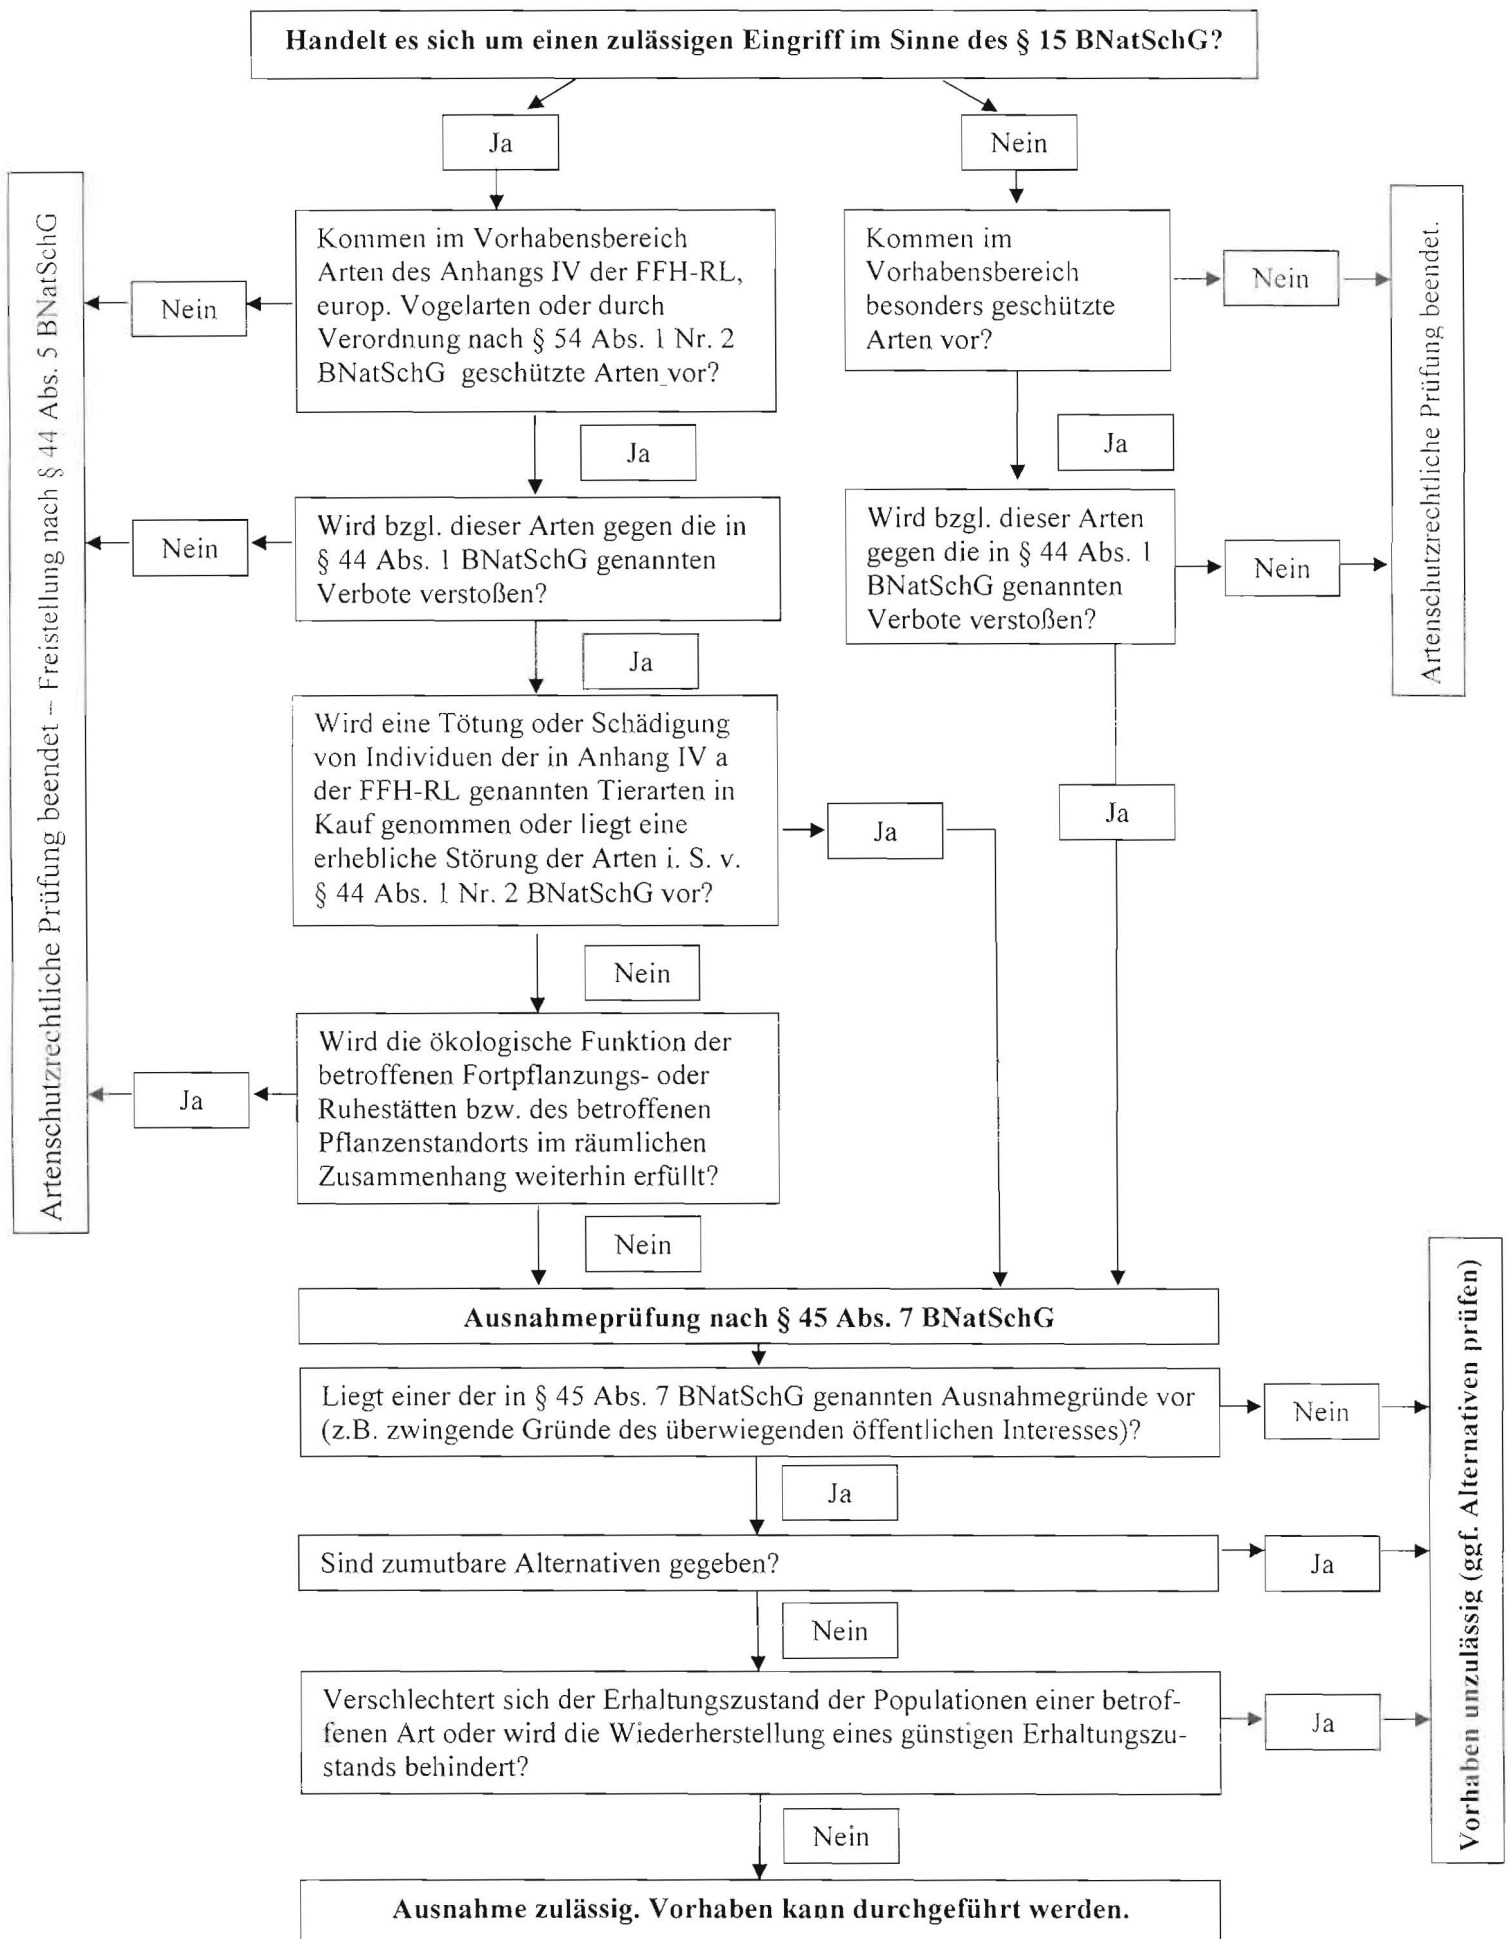 Handelt es sich um einen zulässigen Eingriff im Sinne des § 15 BNatSchG?
Ja
Nein
Artenschutzrechtliche Prüfung beendet – Freistellung nach § 44 Abs. 5 BNatSchG
Kommen im Vorhabensbereich
Arten des Anhangs IV der FFH-RL,
europ. Vogelarten oder durch
Verordnung nach § 54 Abs. 1 Nr. 2
BNatSchG geschützte Arten vor?
Nein
Kommen im
Vorhabensbereich
besonders geschützte
Arten vor?
Nein
Artenschutzrechtliche Prüfung beendet.
Ja
Ja
Wird bzgl. dieser Arten gegen die in
§ 44 Abs. 1 BNatSchG genannten
Verbote verstoßen?
Nein
Wird bzgl. dieser Arten
gegen die in § 44 Abs. 1
BNatSchG genannten
Verbote verstoßen?
Nein
Ja
Wird eine Tötung oder Schädigung
von Individuen der in Anhang IV a
der FFH-RL genannten Tierarten in
Kauf genommen oder liegt eine
erhebliche Störung der Arten i. S. v.
§ 44 Abs. 1 Nr. 2 BNatSchG vor?
Ja
Ja
Nein
Wird die ökologische Funktion der
betroffenen Fortpflanzungs- oder
Ruhestätten bzw. des betroffenen
Pflanzenstandorts im räumlichen
Zusammenhang weiterhin erfüllt?
Ja
Nein
Ausnahmeprüfung nach § 45 Abs. 7 BNatSchG
Liegt einer der in § 45 Abs. 7 BNatSchG genannten Ausnahmegründe vor
(z.B. zwingende Gründe des überwiegenden öffentlichen Interesses)?
Nein
Vorhaben unzulässig (ggf. Alternativen prüfen)
Ja
Sind zumutbare Alternativen gegeben?
Ja
Nein
Verschlechtert sich der Erhaltungszustand der Populationen einer betrof-
fenen Art oder wird die Wiederherstellung eines günstigen Erhaltungszu-
stands behindert?
Ja
Nein
Ausnahme zulässig. Vorhaben kann durchgeführt werden.